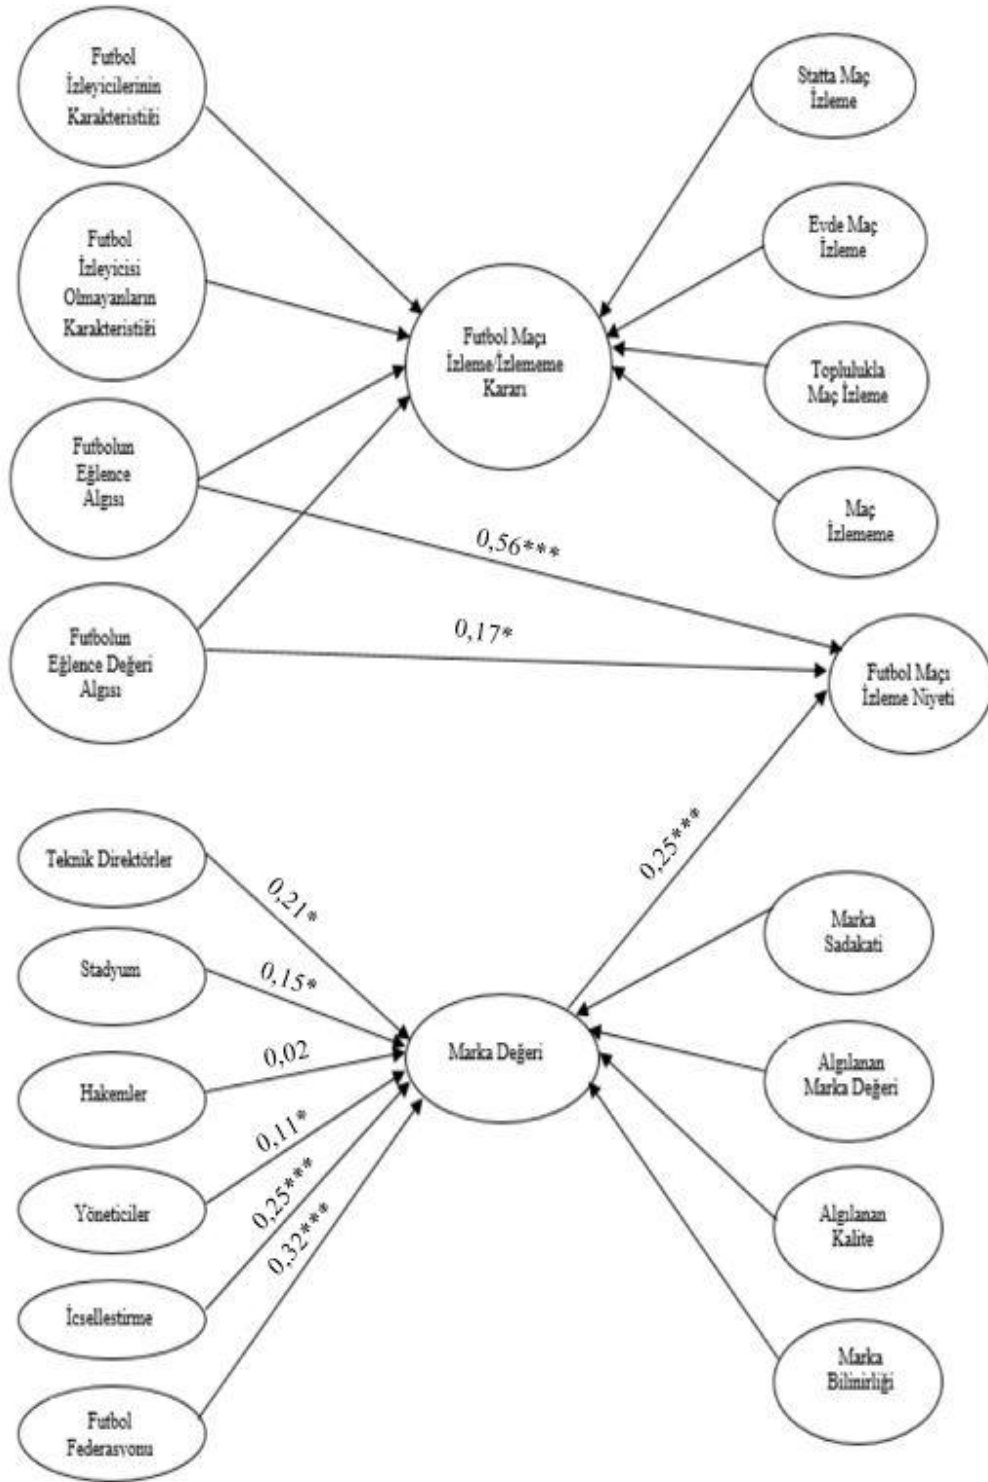 Futbol
İzleyicilerinin
Karakteristiği
Futbol
İzleyicisi
Olmayanların
Karakteristiği
Futbolun
Eğlence
Algısı
Futbolun
Eğlence Değeri
Algısı
Futbol Maçı
İzleme/İzlememe
Kararı
Statta Maç
İzleme
Evde Maç
İzleme
Toplulukla
Maç İzleme
Maç
İzlememe
0,56***
0,17*
Futbol Maçı
İzleme Niyeti
0,25***
Teknik Direktörler
Stadyum
Hakemler
Yöneticiler
İcsellestirme
Futbol
Federasyonu
0,21*
0,15*
0,02
0,11*
0,25***
0,32***
Marka Değeri
Marka
Sadakati
Algılanan
Marka Değeri
Algılanan
Kalite
Marka
Bilinirliği